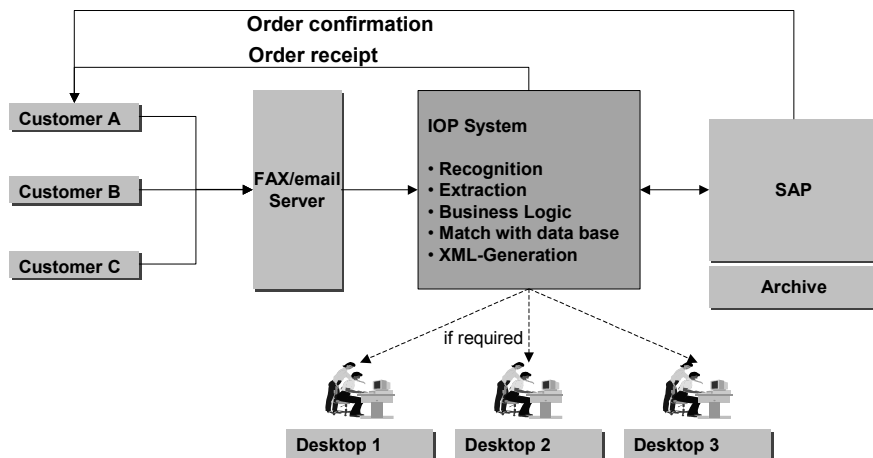 Order confirmation
Order receipt
Customer A
Customer B
Customer C
FAX/email
Server
IOP System
• Recognition
• Extraction
• Business Logic
• Match with data base
• XML-Generation
SAP
Archive
if required
Desktop 1
Desktop 2
Desktop 3